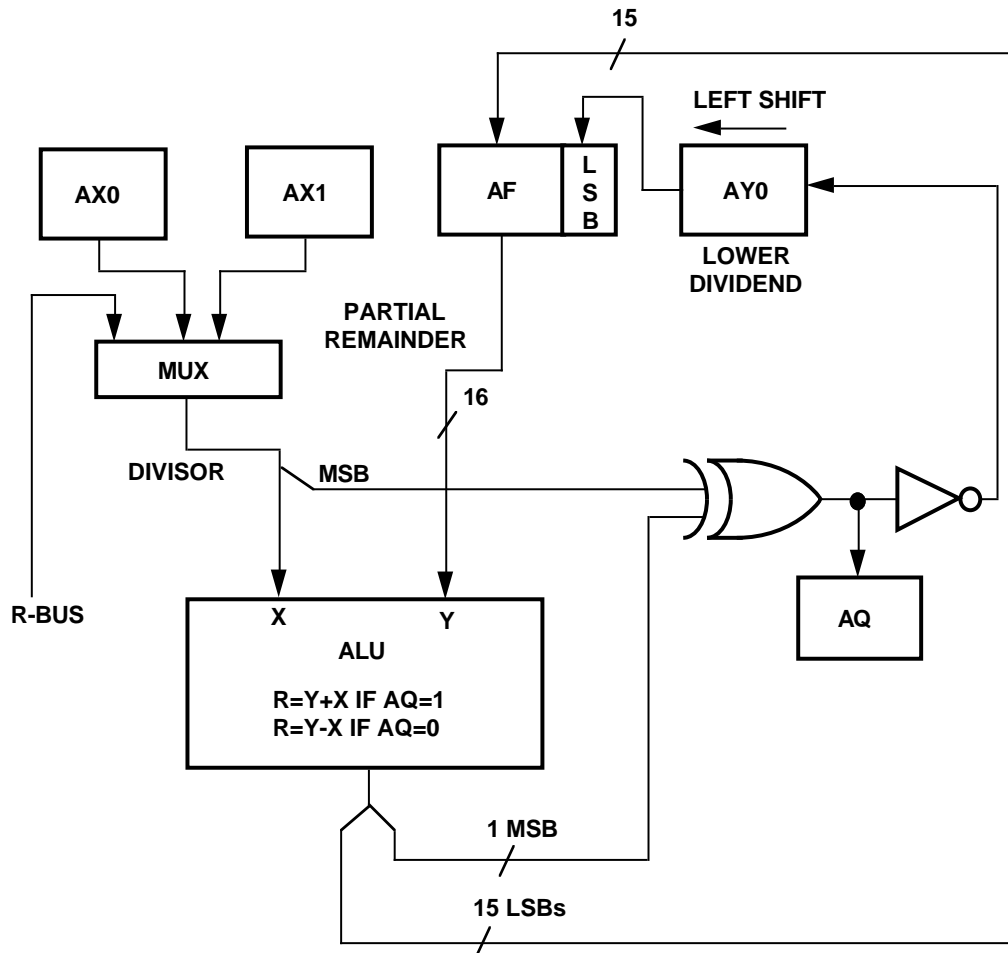 15
LEFT SHIFT
AX0
AX1
AF
L
S
B
AY0
LOWER
DIVIDEND
PARTIAL
REMAINDER
MUX
16
DIVISOR
MSB
R-BUS
X
Y
ALU
R=Y+X IF AQ=1
R=Y-X IF AQ=0
AQ
1 MSB
15 LSBs